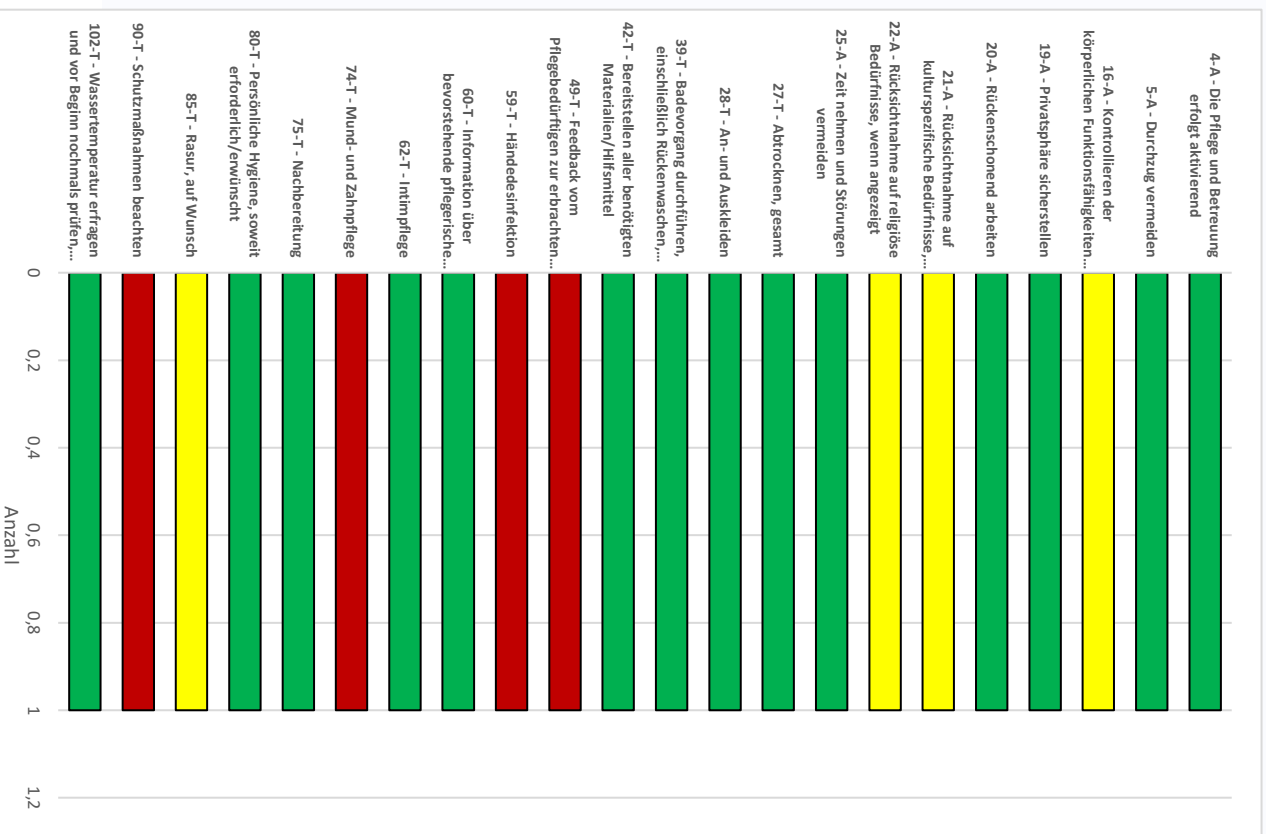 4-A - Die Pflege und Betreuung
erfolgt aktivierend
5-A - Durchzug vermeiden
16-A - Kontrollieren der
körperlichen Funktionsfähigkeiten…
19-A - Privatsphäre sicherstellen
20-A - Rückenschonend arbeiten
21-A - Rücksichtnahme auf
kulturspezifische Bedürfnisse,…
22-A - Rücksichtnahme auf religiöse
Bedürfnisse, wenn angezeigt
25-A - Zeit nehmen und Störungen
vermeiden
27-T - Abtrocknen, gesamt
28-T - An- und Auskleiden
39-T - Badevorgang durchführen,
einschließlich Rückenwaschen,…
42-T - Bereitstellen aller benötigten
Materialien/Hilfsmittel
49-T - Feedback vom
Pflegebedürftigen zur erbrachten…
59-T - Händedesinfektion
60-T - Information über
bevorstehende pflegerische…
62-T - Intimpflege
74-T - Mund- und Zahnpflege
75-T - Nachbereitung
80-T - Persönliche Hygiene, soweit
erforderlich/erwünscht
85-T - Rasur, auf Wunsch
90-T - Schutzmaßnahmen beachten
102-T - Wassertemperatur erfragen
und vor Beginn nochmals prüfen,…
0
0,2
0,4
0,6
0,8
1
1,2
Anzahl